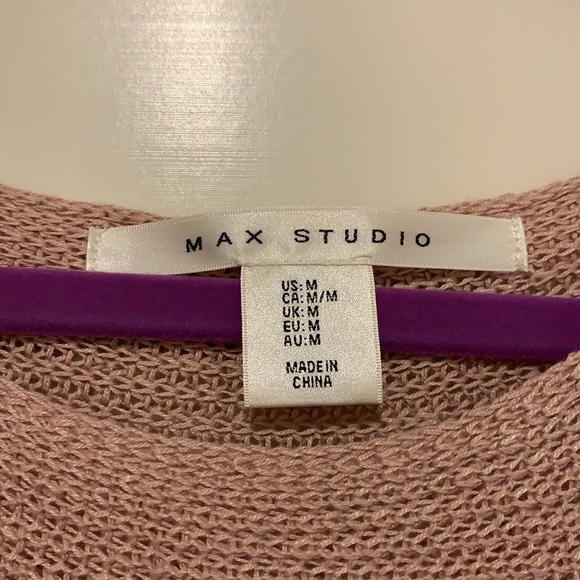 MAX STUDIO
US:M
CA:M/M
UK:M
EU:M
AU:M
MADE IN
CHINA